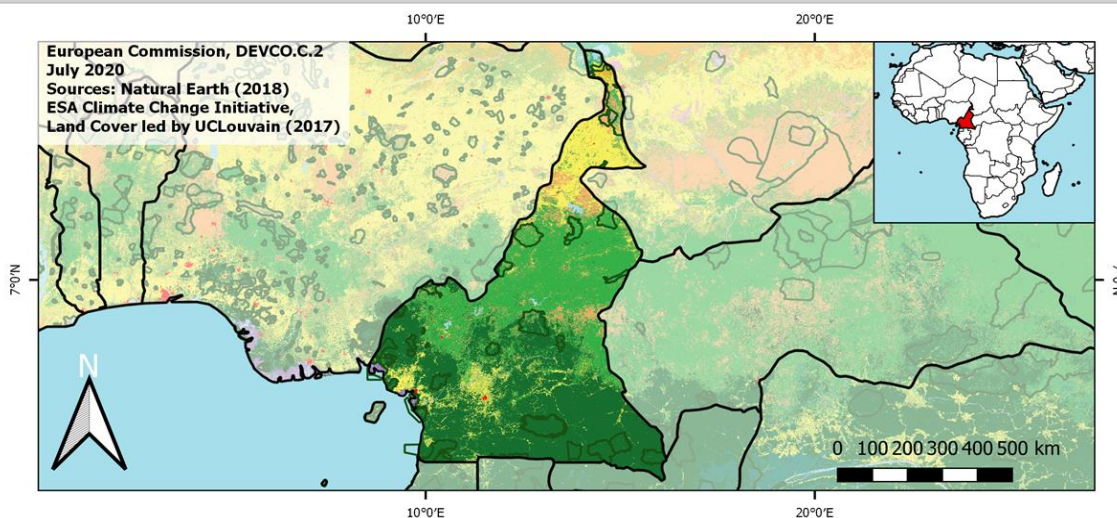 10°0′E 20°0′E
European Commission, DEVCO.C.2
July 2020
Sources: Natural Earth (2018)
ESA Climate Change Initiative,
Land Cover led by UCLouvain (2017)
7°0′N
N
0 100 200 300 400 500 km
10°0′E 20°0′E